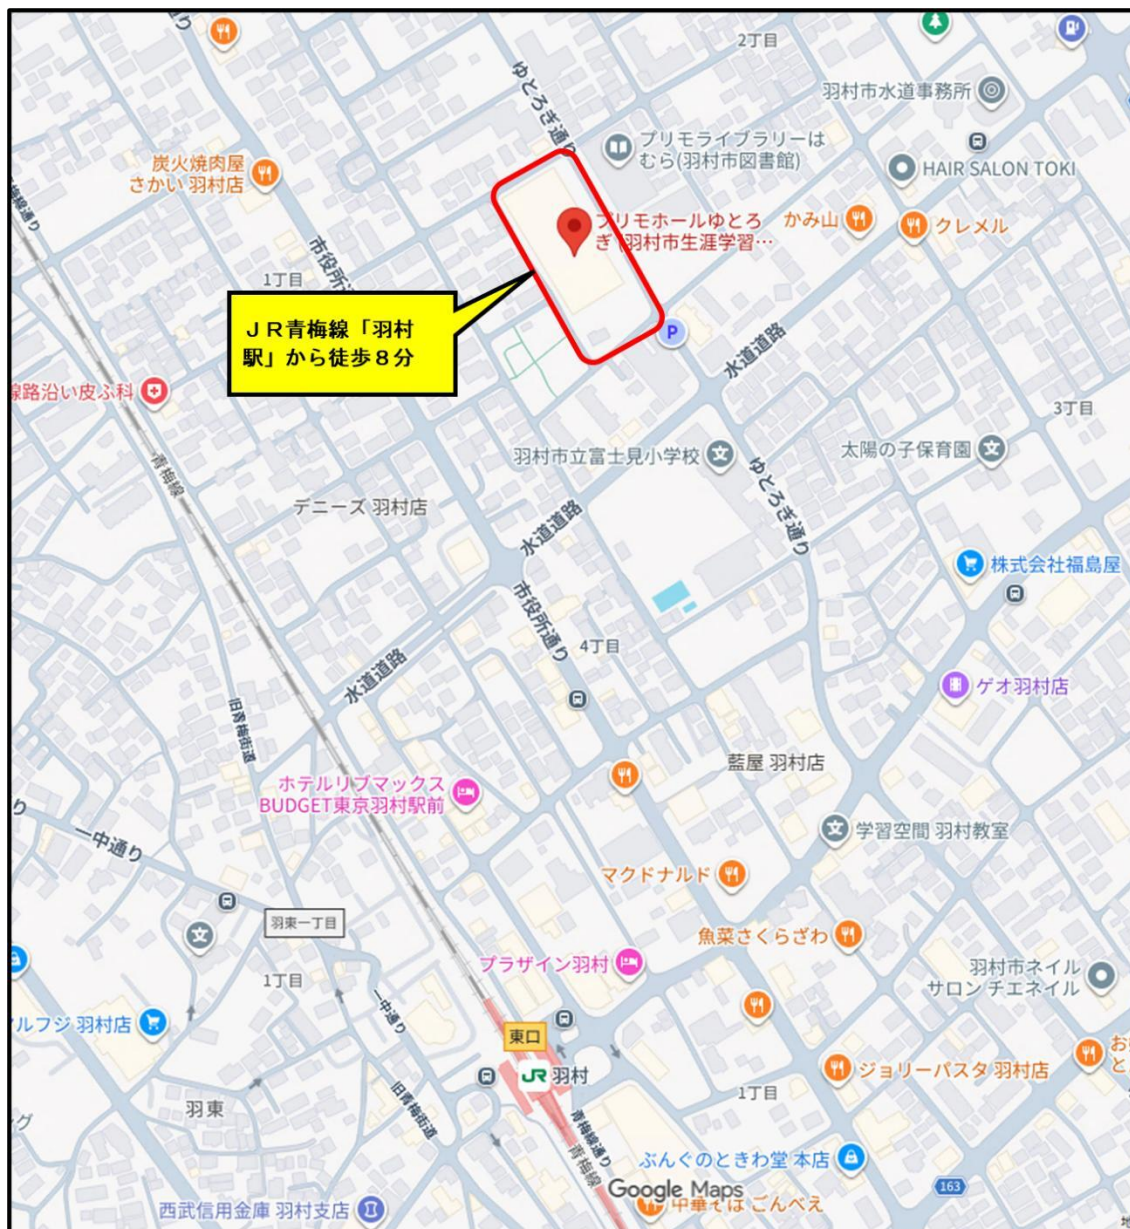 2丁目
ゆとろぎ通り
羽村市水道事務所
プリモライブラリーは
むら(羽村市図書館)
HAIR SALON TOKI
炭火焼肉屋
さかい 羽村店
プリモホールゆとろ
ぎ (羽村市生涯学習…
かみ山
クレメル
青梅線通り
市役所通り
1丁目
ＪＲ青梅線「羽村
駅」から徒歩８分
P
水道道路
線路沿い皮ふ科
3丁目
羽村市立富士見小学校
太陽の子保育園
青梅線
デニーズ 羽村店
水道道路
ゆとろぎ通り
株式会社福島屋
市役所通り
4丁目
水道道路
ゲオ羽村店
旧青梅街道
藍屋 羽村店
ホテルリブマックス
BUDGET東京羽村駅前
一中通り
学習空間 羽村教室
マクドナルド
羽東一丁目
魚菜さくらざわ
プラザイン羽村
羽村市ネイル
サロン チエネイル
1丁目
一中通り
ルフジ 羽村店
東口
JR 羽村
ジョリーパスタ 羽村店
1丁目
羽東
旧青梅街道
青梅線通り
青梅線
ぶんぐのときわ堂 本店
163
Google Maps
西武信用金庫 羽村支店
中華そば ごんべえ